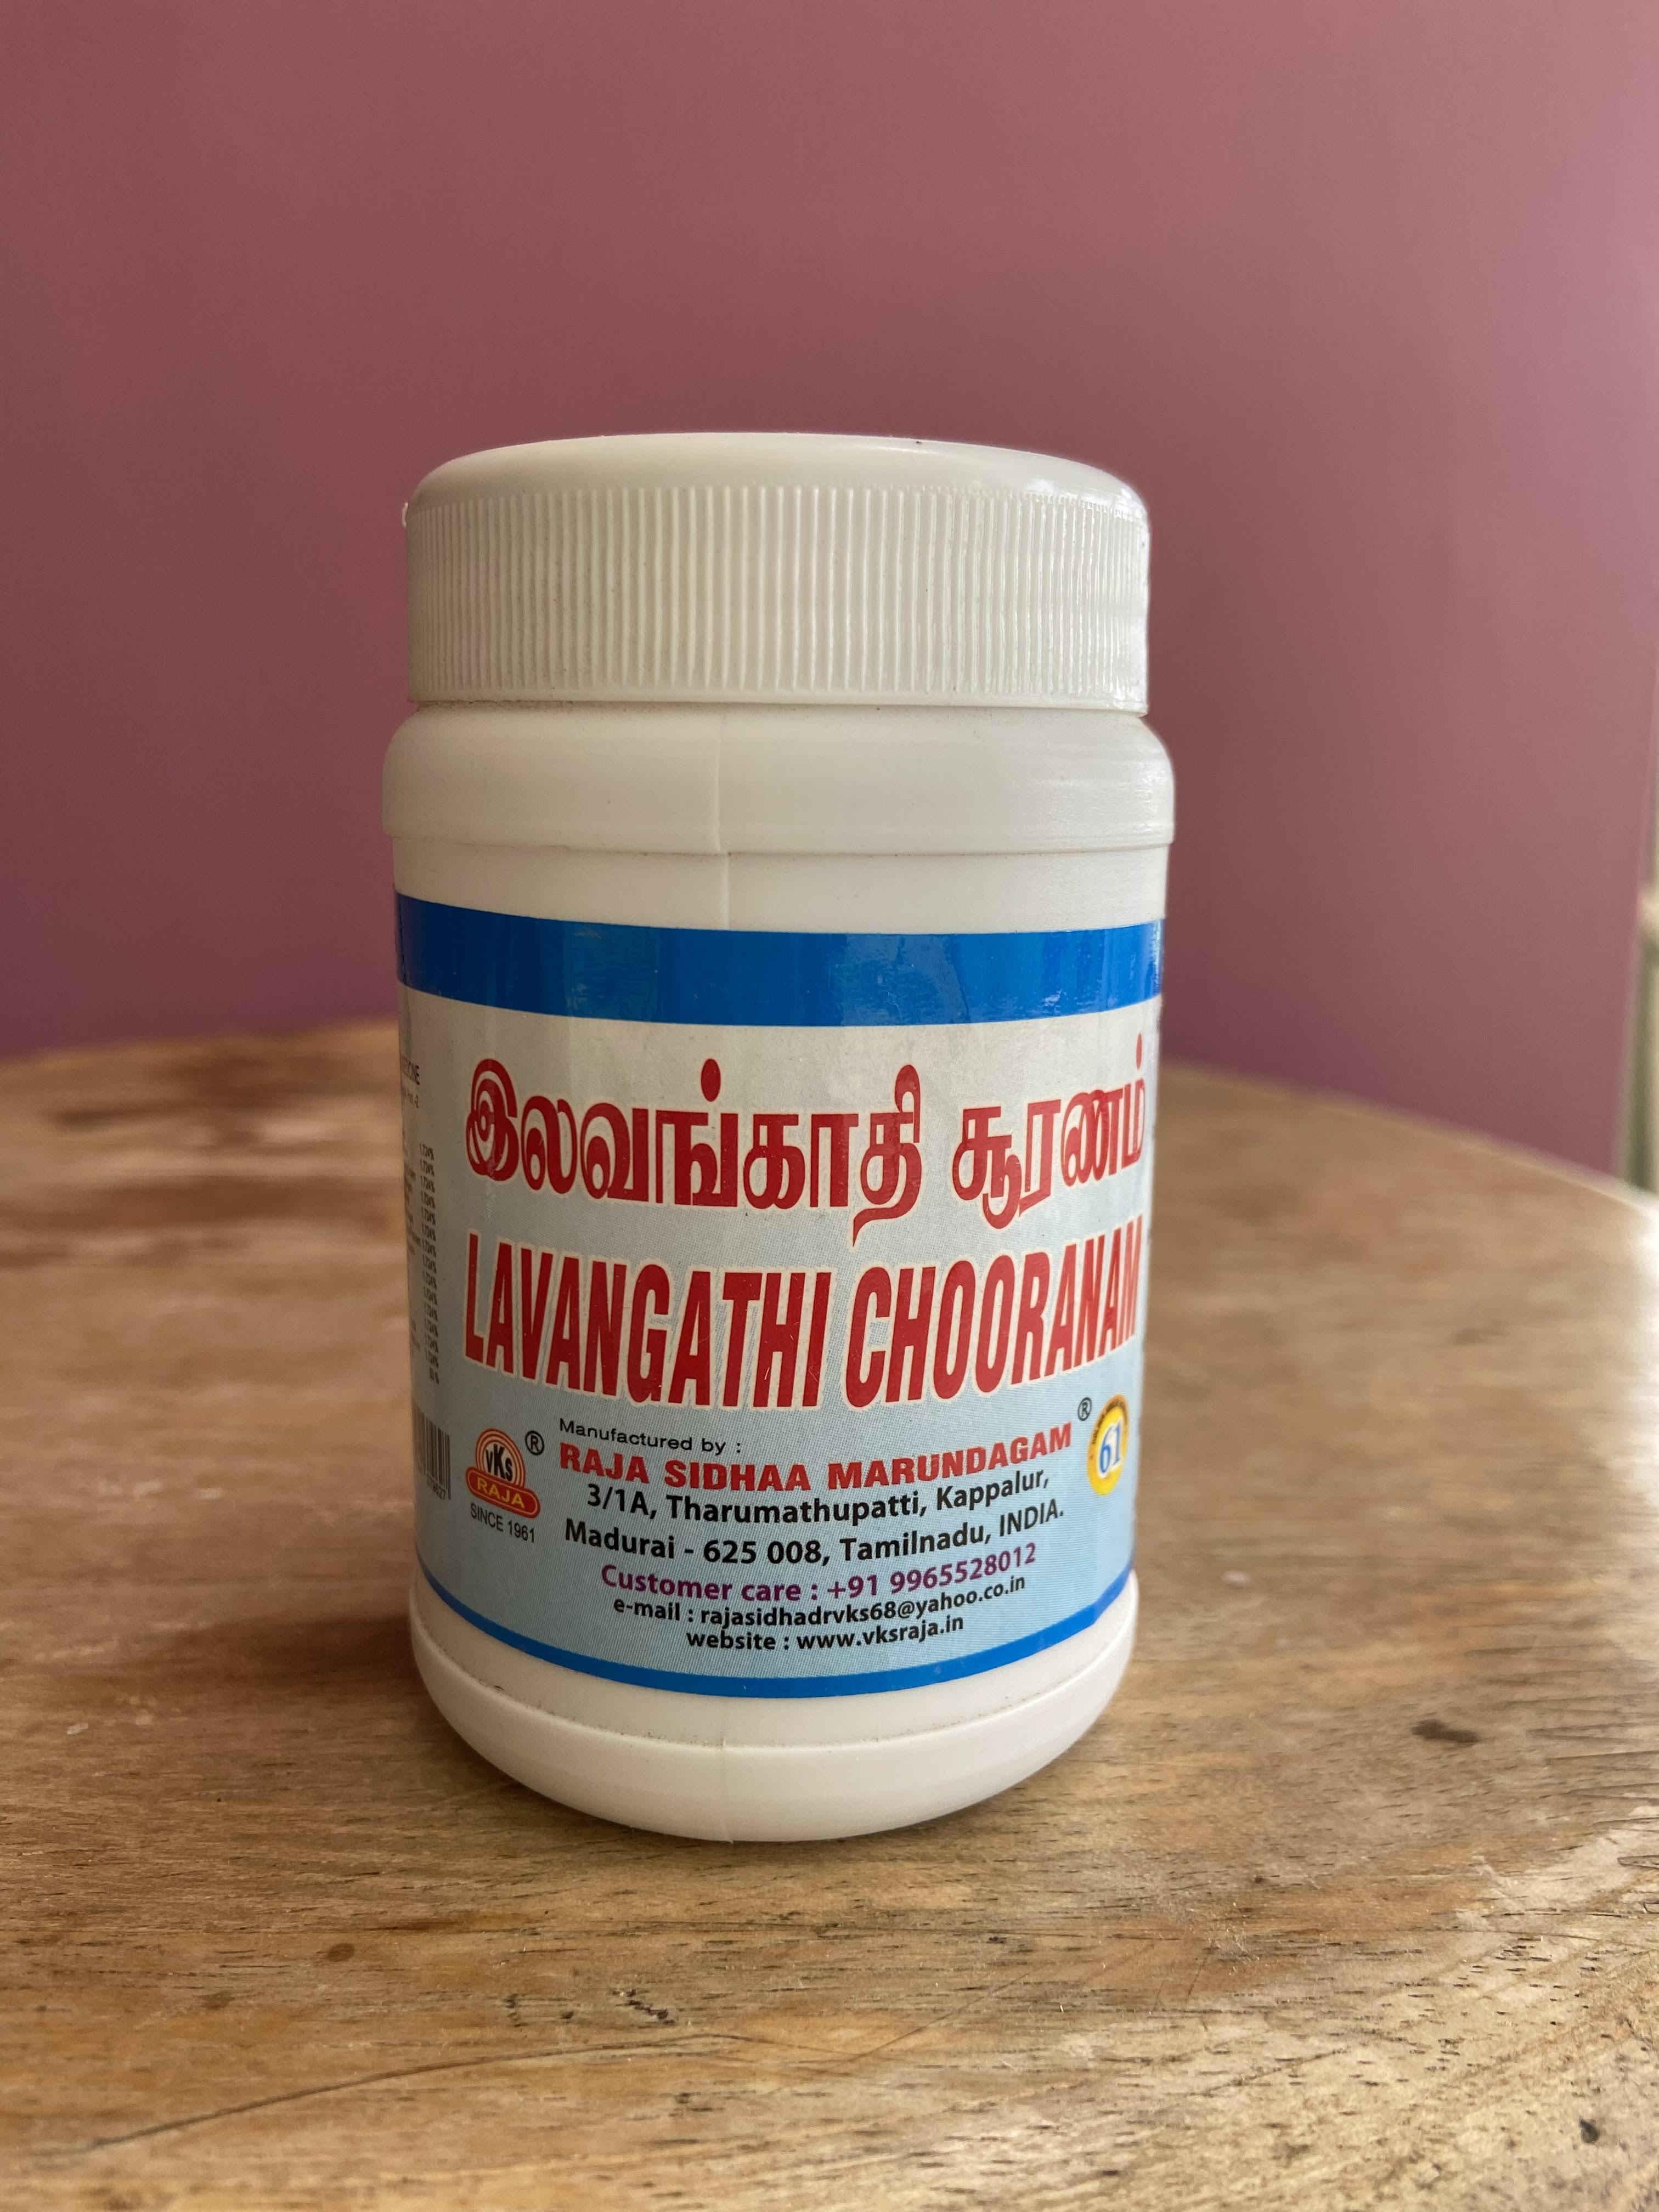 இலவங்காதி சூரணம்
LAVANGATHI CHOORANAM
Manufactured by :
RAJA SIDHAA MARUNDAGAM ®
3/1A, Tharumathupatti, Kappalur,
Madurai - 625 008, Tamilnadu, INDIA.
Customer care : +91 9965528012
e-mail : rajasidhadrvks68@yahoo.co.in
website : www.vksraja.in
VKS ®
RAJA
SINCE 1961
61